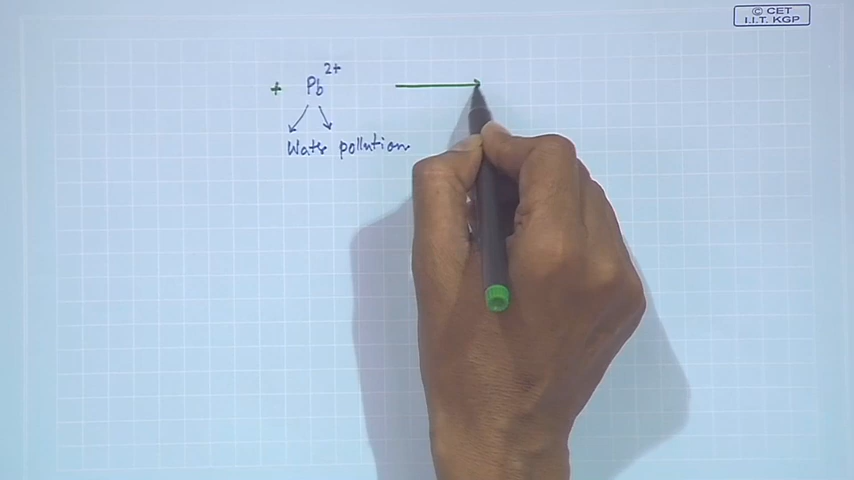 © CET
I.I.T. KGP
+ Pb2+
Water pollution